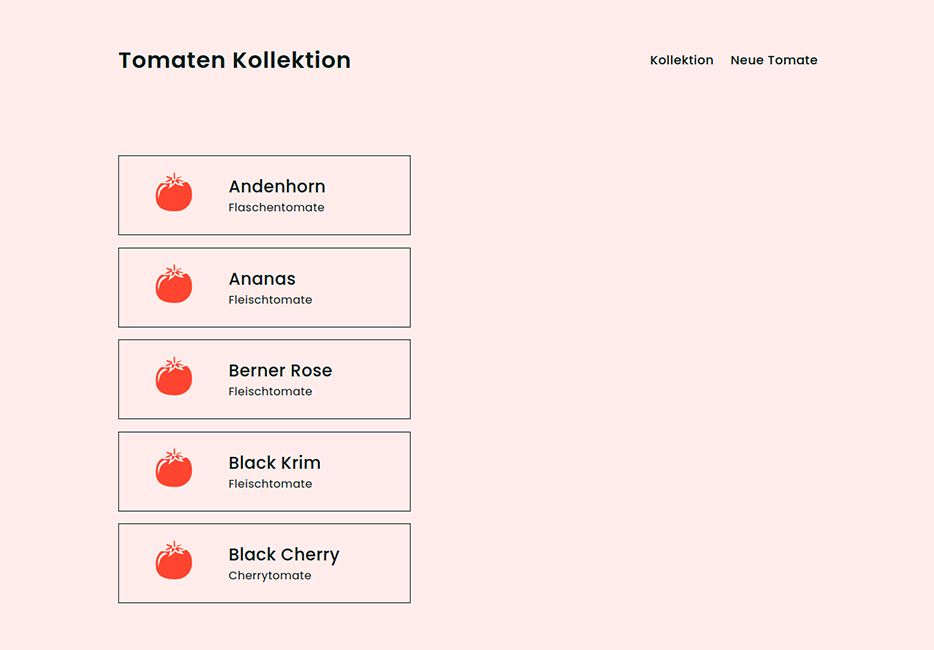 Tomaten Kollektion
Kollektion Neue Tomate
Andenhorn
Flaschentomate
Ananas
Fleischtomate
Berner Rose
Fleischtomate
Black Krim
Fleischtomate
Black Cherry
Cherrytomate